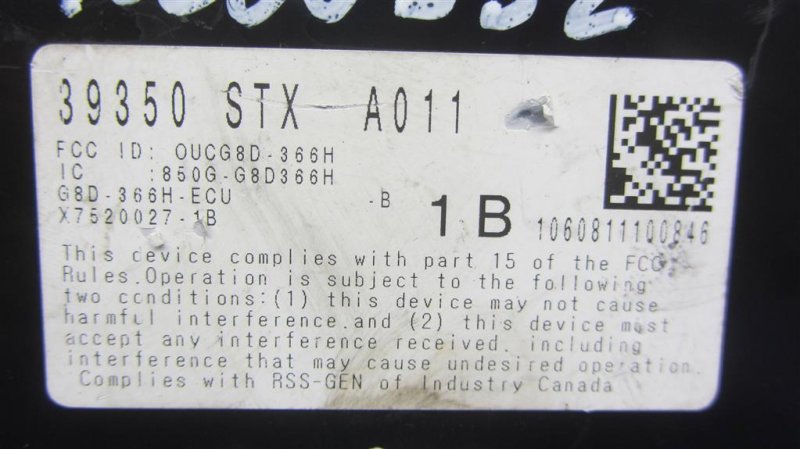 39350 STX A011
FCC ID: OUCG8D-366H
IC :850G-G8D366H
G8D-366H-ECU -B
X7520027-1B
1B
1060811100846
This device complies with part 15 of the FCC
Rules.Operation is subject to the following
two conditions:(1) this device may not cause
harmful interference.and (2) this device must
accept any interference received. including
interference that may cause undesired operation.
Complies with RSS-GEN of Industry Canada